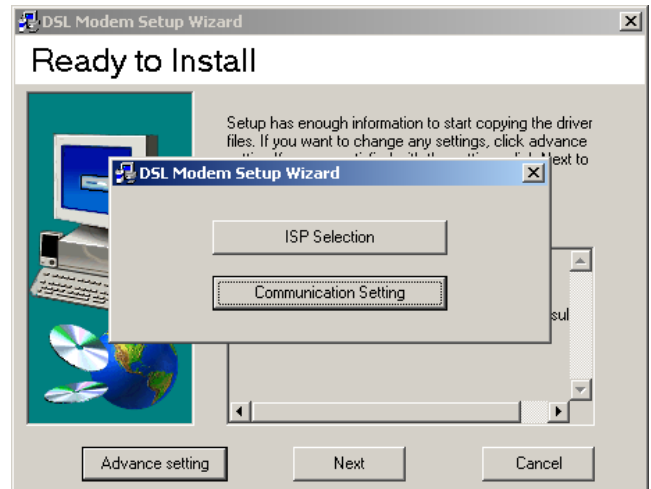 DSL Modem Setup Wizard
Ready to Install
Setup has enough information to start copying the driver
files. If you want to change any settings, click advance
ext to
DSL Modem Setup Wizard
ISP Selection
Communication Setting
sul
Advance setting
Next
Cancel